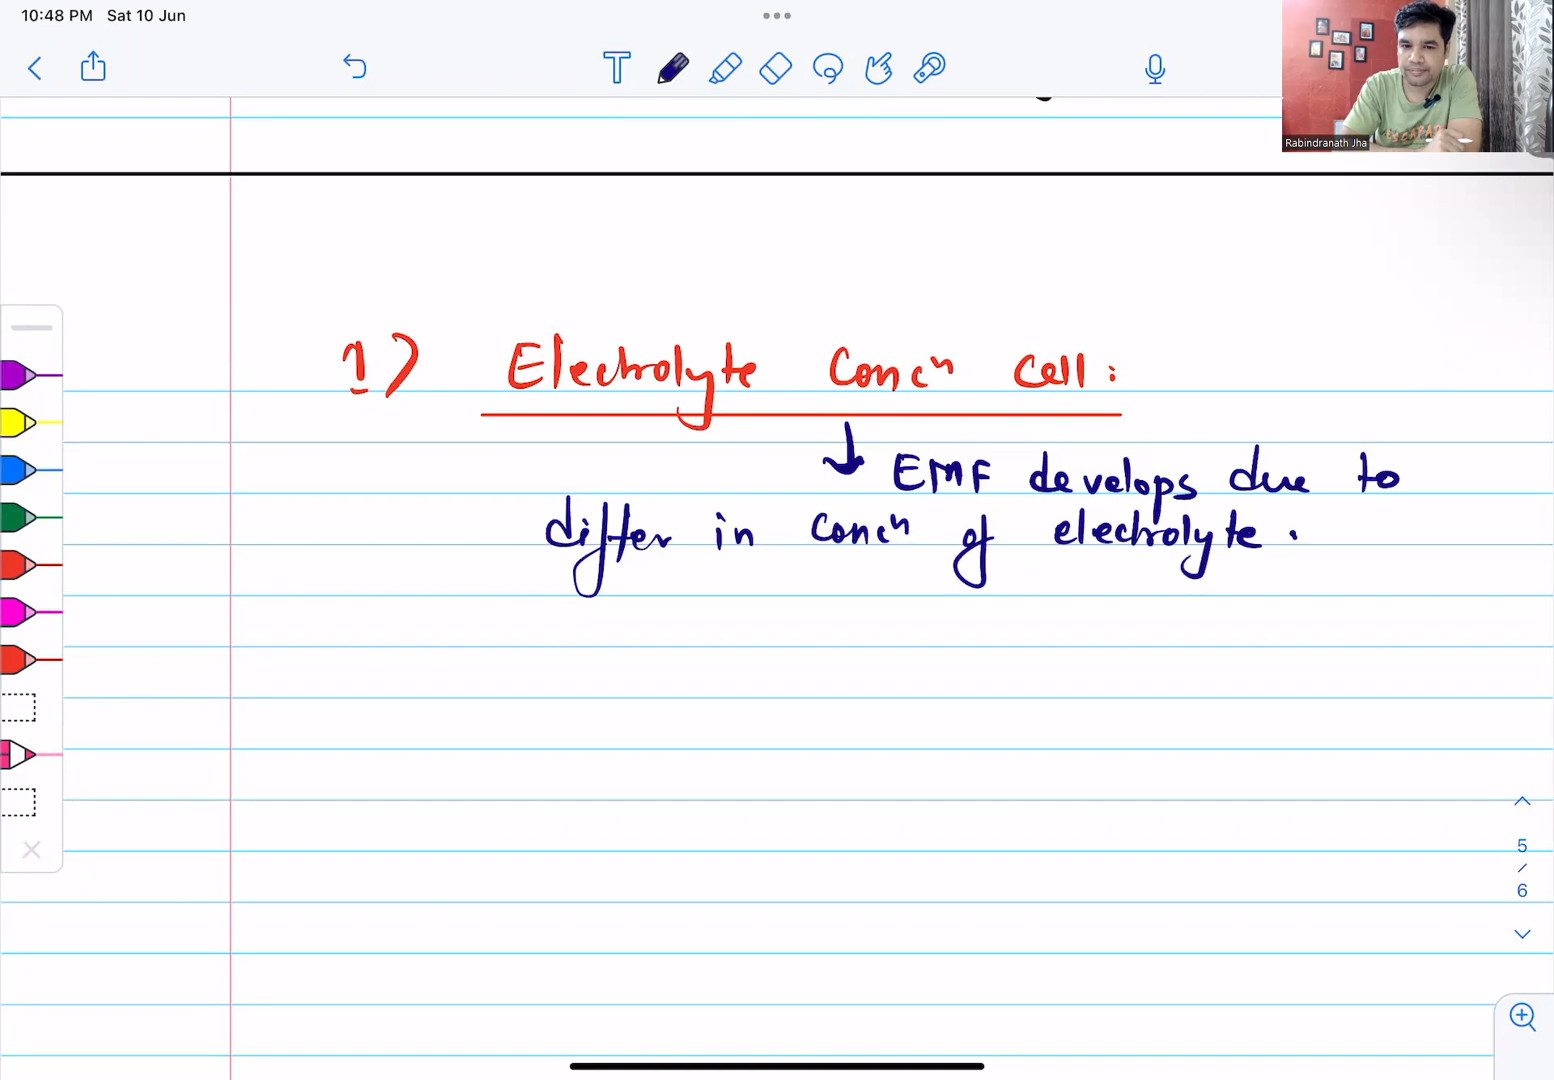 10:48 PM Sat 10 Jun
T
Rabindranath Jha
1) Electrolyte Concⁿ Cell:
↓ EMF develops due to
differ in Concⁿ of electrolyte.
5
/
6